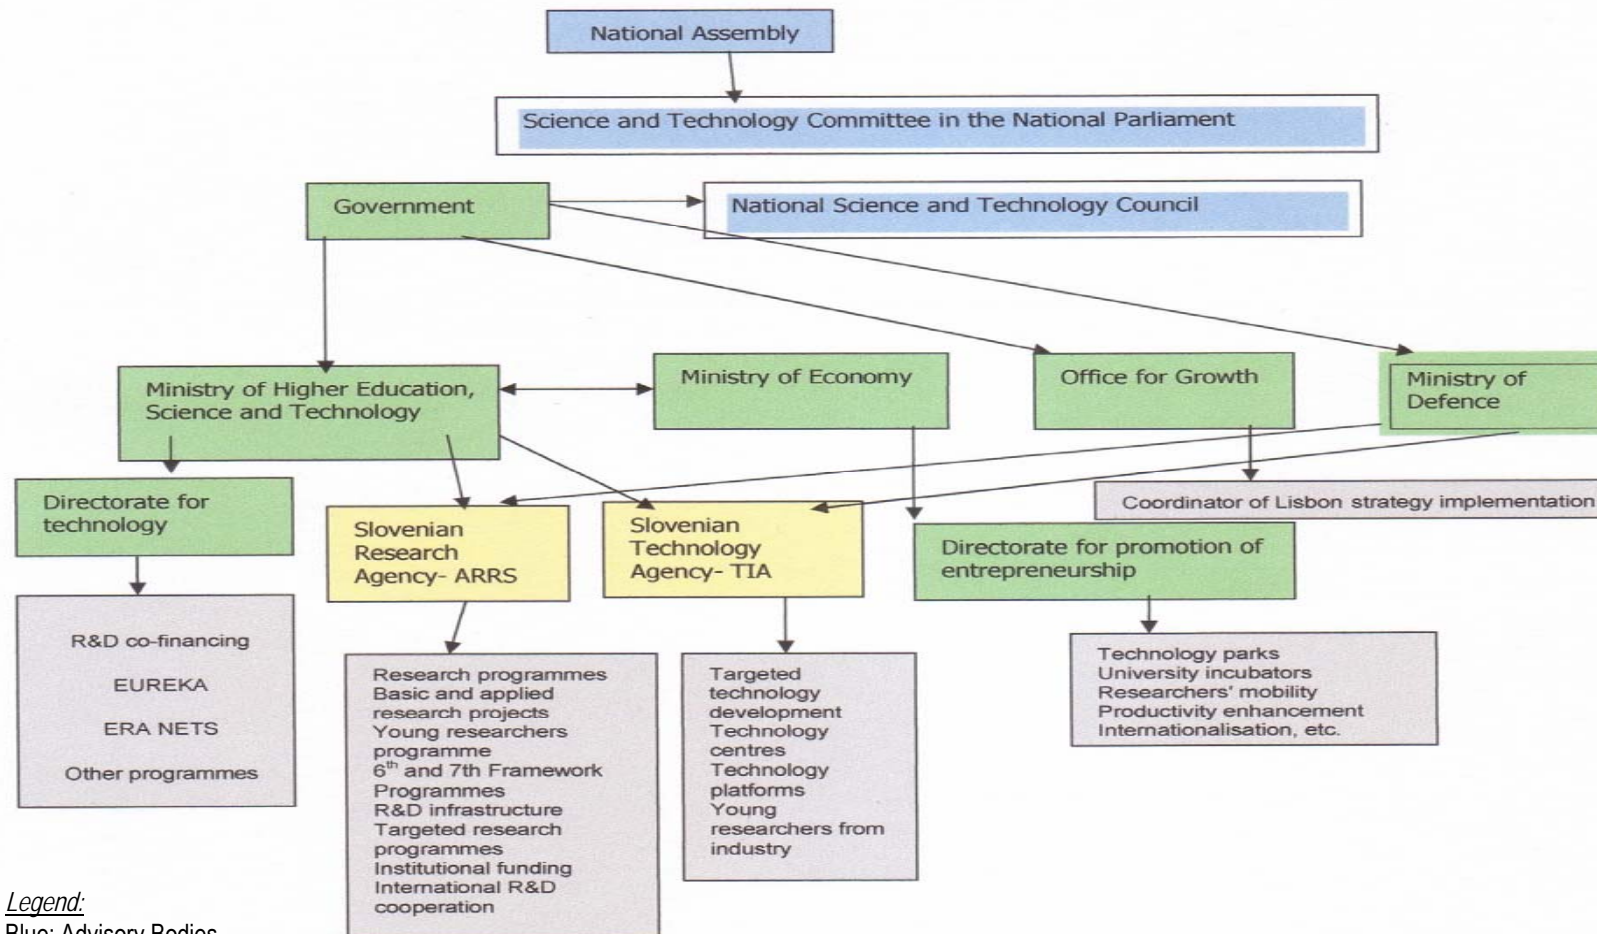 National Assembly
Science and Technology Committee in the National Parliament
Government
National Science and Technology Council
Ministry of Higher Education,
Science and Technology
Ministry of Economy
Office for Growth
Ministry of
Defence
Directorate for
technology
Slovenian
Research
Agency- ARRS
Slovenian
Technology
Agency- TIA
Coordinator of Lisbon strategy implementation
Directorate for promotion of
entrepreneurship
R&D co-financing
EUREKA
ERA NETS
Other programmes
Research programmes
Basic and applied
research projects
Young researchers
programme
6th and 7th Framework
Programmes
R&D infrastructure
Targeted research
programmes
Institutional funding
International R&D
cooperation
Targeted
technology
development
Technology
centres
Technology
platforms
Young
researchers from
industry
Technology parks
University incubators
Researchers' mobility
Productivity enhancement
Internationalisation, etc.
Legend:
Blue: Advisory Bodies